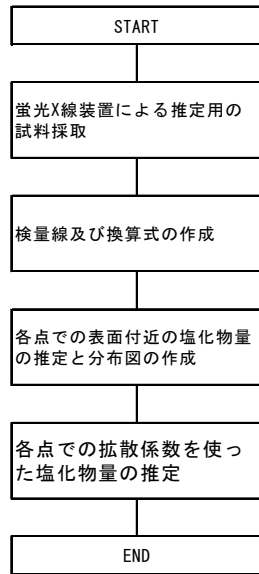 START
蛍光X線装置による推定用の
試料採取
検量線及び換算式の作成
各点での表面付近の塩化物量
の推定と分布図の作成
各点での拡散係数を使っ
た塩化物量の推定
END